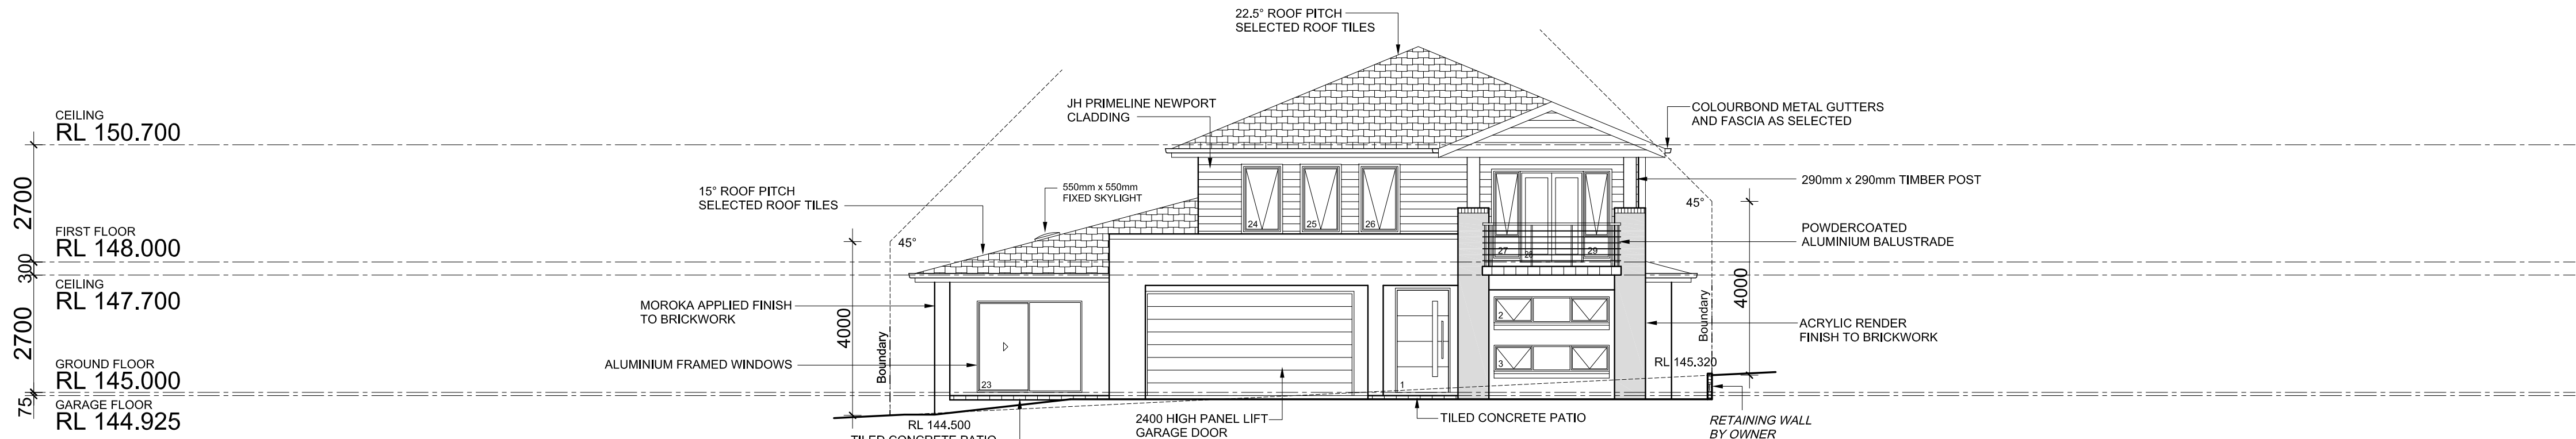 22.5° ROOF PITCH
SELECTED ROOF TILES
CEILING
RL 150.700
JH PRIMELINE NEWPORT
CLADDING
COLOURBOND METAL GUTTERS
AND FASCIA AS SELECTED
2700
15° ROOF PITCH
SELECTED ROOF TILES
550mm x 550mm
FIXED SKYLIGHT
290mm x 290mm TIMBER POST
45°
45°
24
25
26
FIRST FLOOR
RL 148.000
POWDERCOATED
ALUMINIUM BALUSTRADE
27
28
29
300
CEILING
RL 147.700
4000
4000
MOROKA APPLIED FINISH
TO BRICKWORK
Boundary
Boundary
2
ACRYLIC RENDER
FINISH TO BRICKWORK
2700
ALUMINIUM FRAMED WINDOWS
3
RL 145.320
GROUND FLOOR
RL 145.000
23
1
75
GARAGE FLOOR
RL 144.925
RL 144.500
TILED CONCRETE PATIO
2400 HIGH PANEL LIFT
GARAGE DOOR
TILED CONCRETE PATIO
RETAINING WALL
BY OWNER